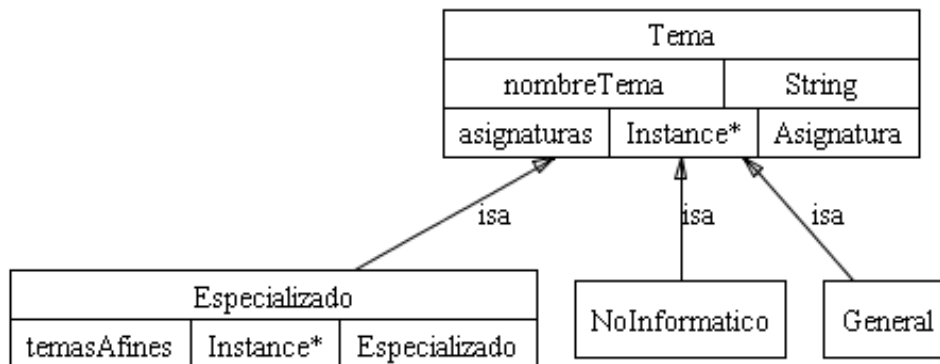 Tema
nombreTema String
asignaturas Instance* Asignatura
isa isa isa
Especializado
NoInformatico General
temasAfines Instance* Especializado